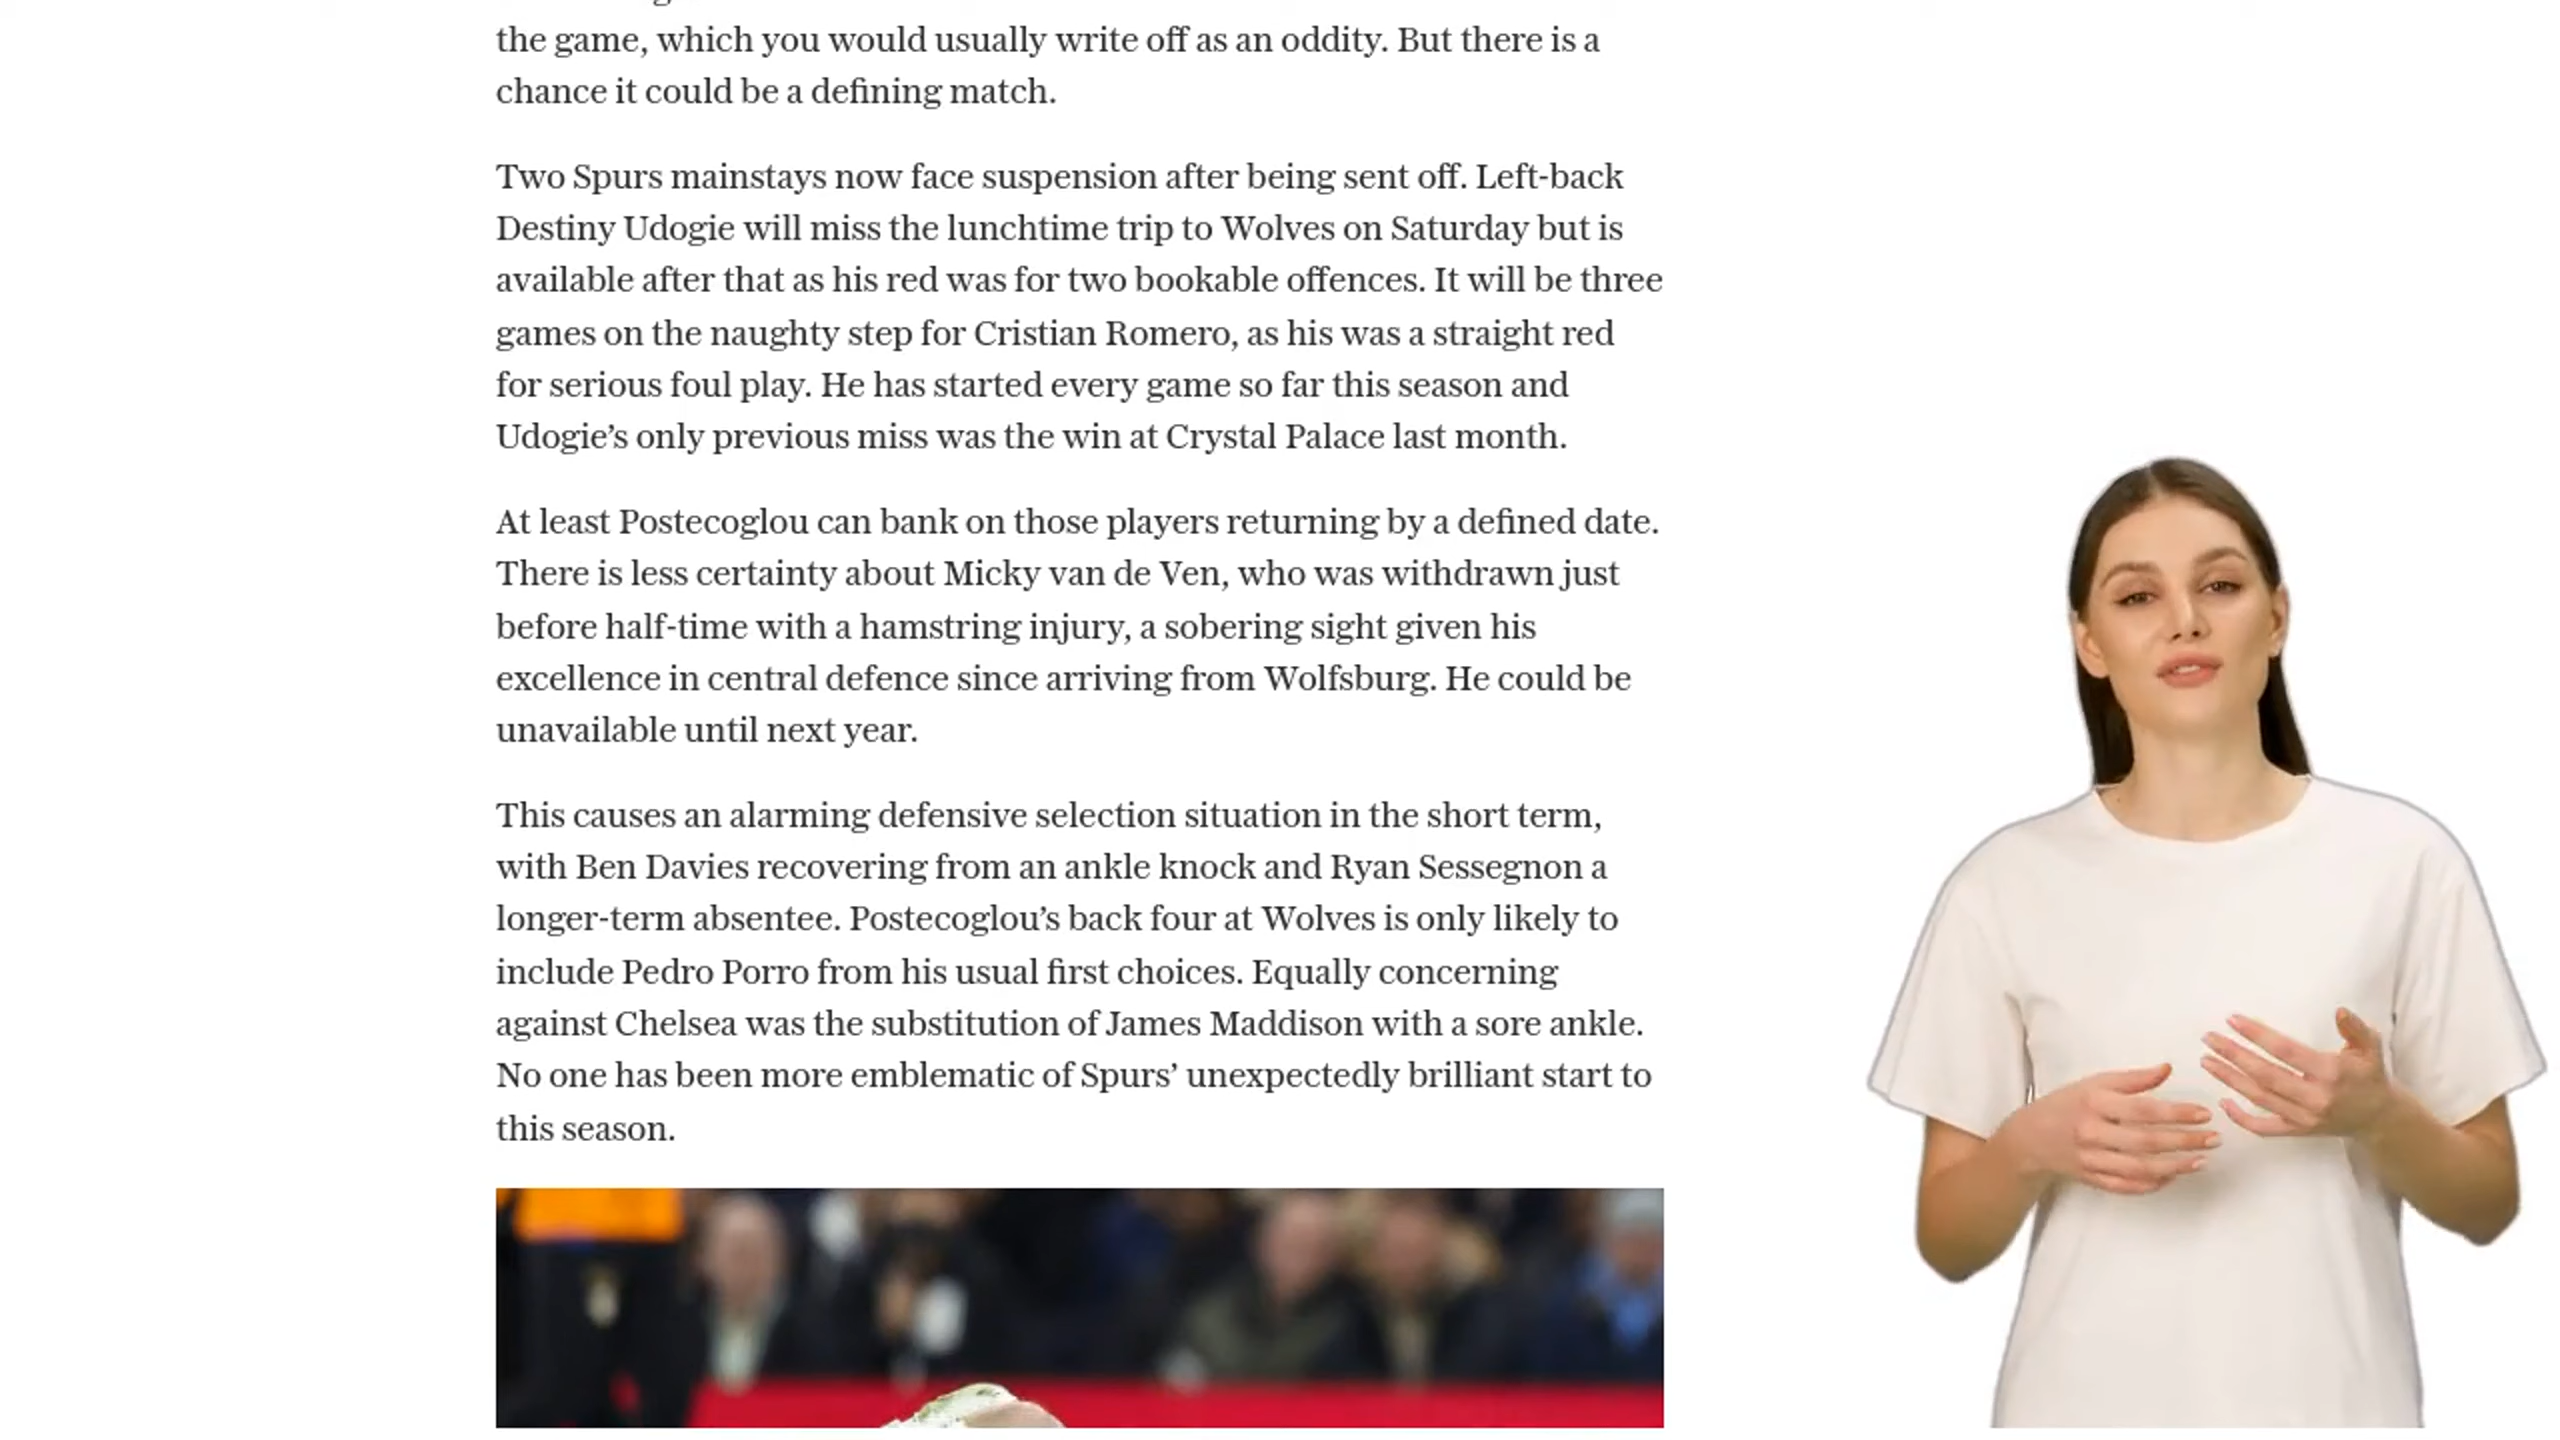 the game, which you would usually write off as an oddity. But there is a
chance it could be a defining match.
Two Spurs mainstays now face suspension after being sent off. Left-back
Destiny Udogie will miss the lunchtime trip to Wolves on Saturday but is
available after that as his red was for two bookable offences. It will be three
games on the naughty step for Cristian Romero, as his was a straight red
for serious foul play. He has started every game so far this season and
Udogie’s only previous miss was the win at Crystal Palace last month.
At least Postecoglou can bank on those players returning by a defined date.
There is less certainty about Micky van de Ven, who was withdrawn just
before half-time with a hamstring injury, a sobering sight given his
excellence in central defence since arriving from Wolfsburg. He could be
unavailable until next year.
This causes an alarming defensive selection situation in the short term,
with Ben Davies recovering from an ankle knock and Ryan Sessegnon a
longer-term absentee. Postecoglou’s back four at Wolves is only likely to
include Pedro Porro from his usual first choices. Equally concerning
against Chelsea was the substitution of James Maddison with a sore ankle.
No one has been more emblematic of Spurs’ unexpectedly brilliant start to
this season.